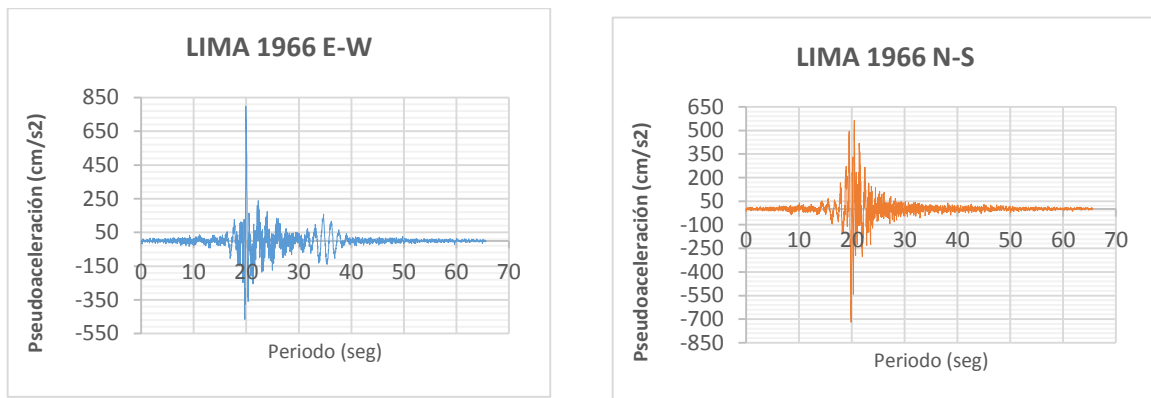 LIMA 1966 E-W
Pseudoaceleración (cm/s2)
850
650
450
250
50
-150
-350
-550
0 10 20 30 40 50 60 70
Periodo (seg)
LIMA 1966 N-S
Pseudoaceleración (cm/s2)
650
500
350
200
50
-100
-250
-400
-550
-700
-850
0 10 20 30 40 50 60 70
Periodo (seg)